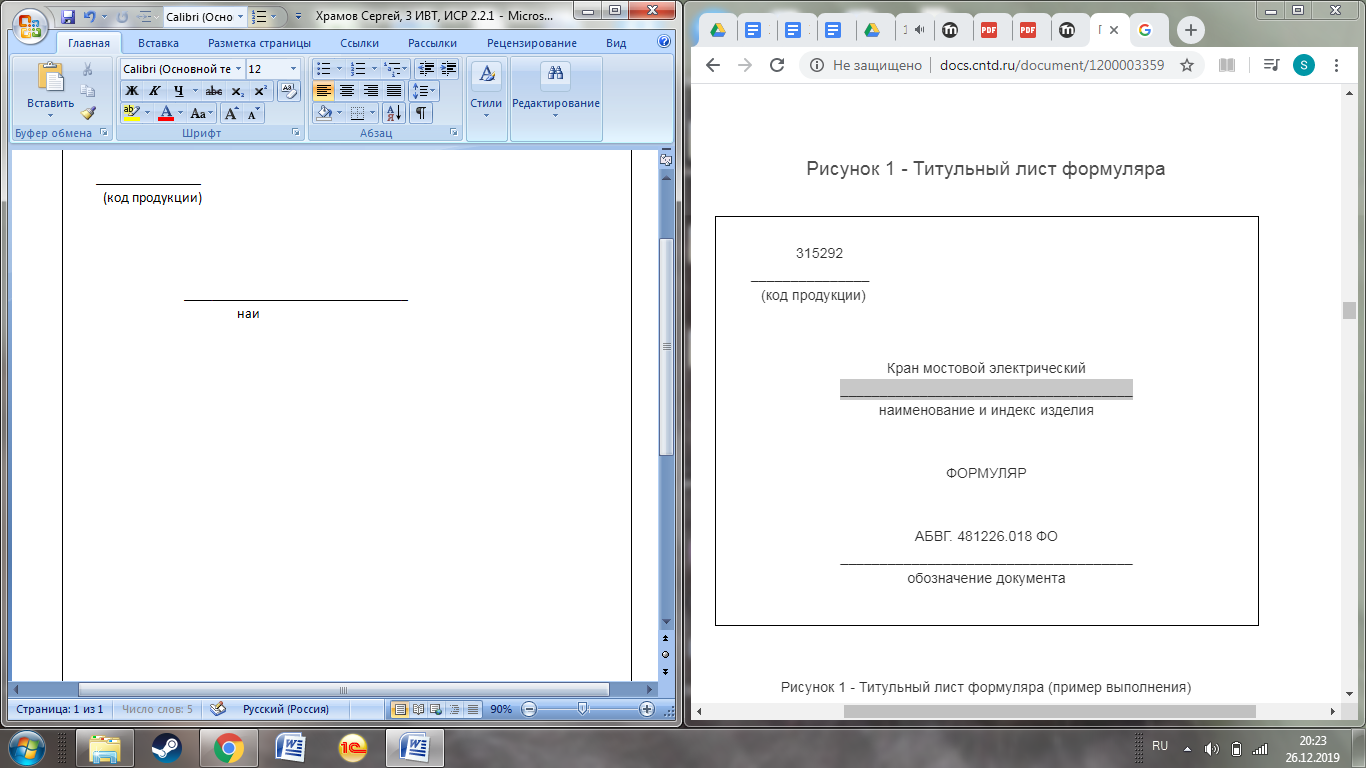 Calibri (Осно
Храмов Сергей, 3 ИВТ, ИСР 2.2.1 - Micros...
Главная
Вставка
Разметка страницы
Ссылки
Рассылки
Рецензирование
Вид
Вставить
Calibri (Основной те
12
Ж К Ч abc x₂ x²
Aa
Стили
Редактирование
Буфер обмена
Шрифт
Абзац
(код продукции)
наи
Страница: 1 из 1
Число слов: 5
Русский (Россия)
90%
Не защищено
docs.cntd.ru/document/1200003359
S
Рисунок 1 - Титульный лист формуляра
315292
(код продукции)
Кран мостовой электрический
наименование и индекс изделия
ФОРМУЛЯР
АБВГ. 481226.018 ФО
обозначение документа
Рисунок 1 - Титульный лист формуляра (пример выполнения)
RU
20:23
26.12.2019